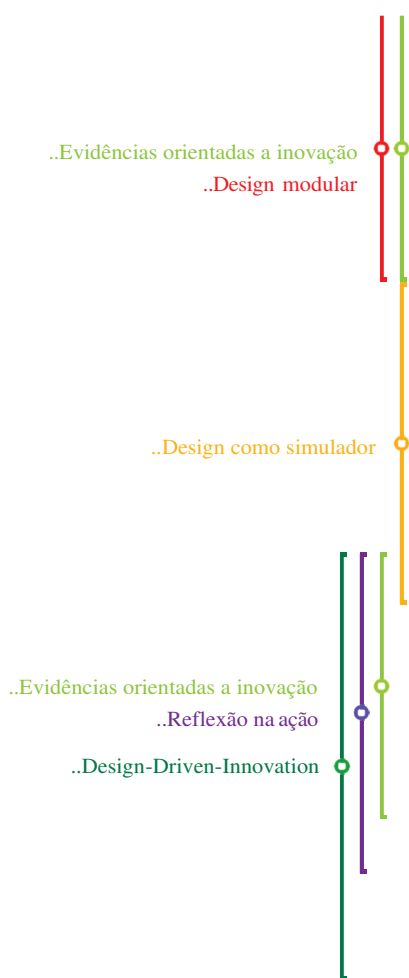 ..Evidências orientadas a inovação
..Design modular
..Design como simulador
..Evidências orientadas a inovação
..Reflexão na ação
..Design-Driven-Innovation